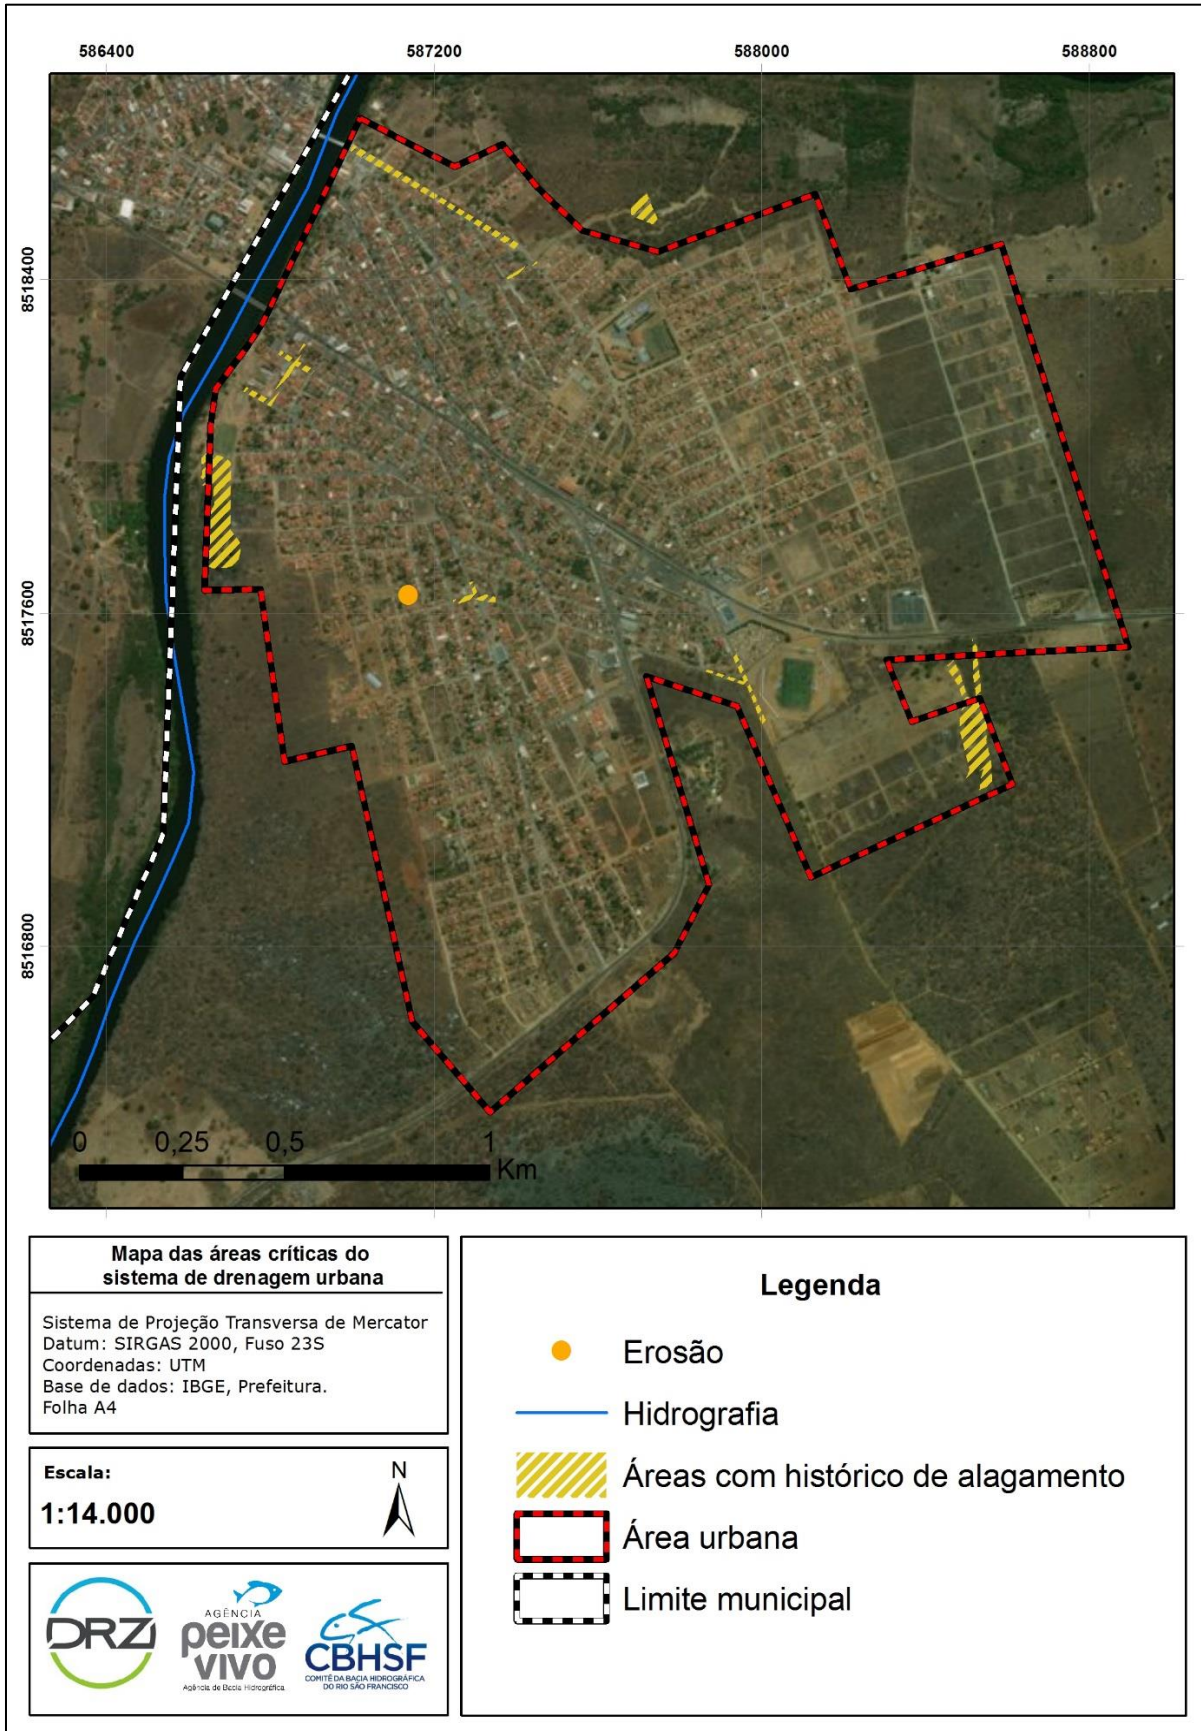 586400
587200
588000
588800
8518400
8517600
8516800
0
0,25
0,5
1
Km
Mapa das áreas críticas do
sistema de drenagem urbana
Sistema de Projeção Transversa de Mercator
Datum: SIRGAS 2000, Fuso 23S
Coordenadas: UTM
Base de dados: IBGE, Prefeitura.
Folha A4
Escala:
1:14.000
N
DRZ
AGÊNCIA
peixe
vivo
Agência de Bacia Hidrográfica
CBHSF
COMITÊ DA BACIA HIDROGRÁFICA
DO RIO SÃO FRANCISCO
Legenda
Erosão
Hidrografia
Áreas com histórico de alagamento
Área urbana
Limite municipal